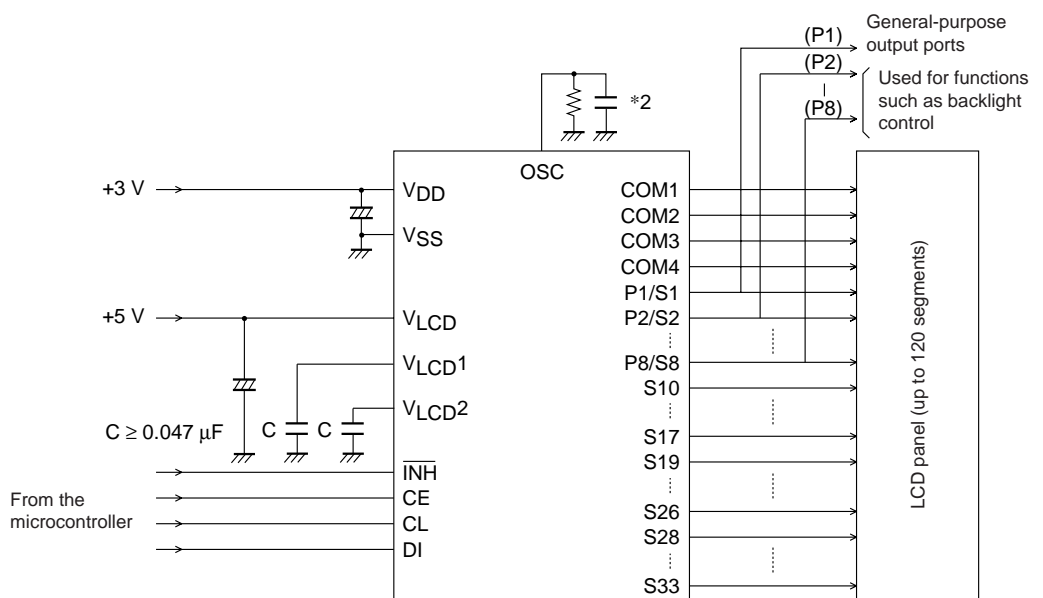 (P1)
General-purpose
output ports
(P2)
(P8)
Used for functions
such as backlight
control
*2
OSC
+3 V
VDD
VSS
+5 V
VLCD
VLCD1
VLCD2
C ≥ 0.047 μF
C
C
From the
microcontroller
INH
CE
CL
DI
COM1
COM2
COM3
COM4
P1/S1
P2/S2
P8/S8
S10
S17
S19
S26
S28
S33
LCD panel (up to 120 segments)